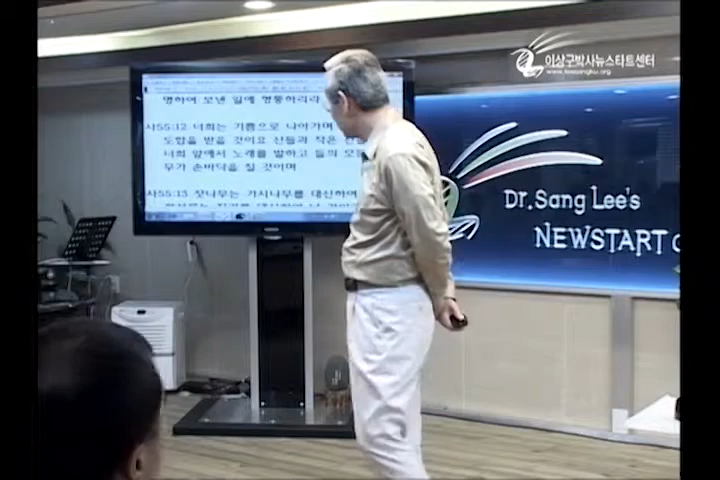 이상구박사뉴스타트센터
www.leesangku.org
명하여 보낸 일에 형통하리라
사55:12 너희는 기쁨으로 나아가며
도함을 받을 것이요 산들과 작은
너희 앞에서 노래를 발하고 들의 모든
무가 손바닥을 칠 것이며
사55:13 잣나무는 가시나무를 대신하여
Dr.Sang Lee's
NEWSTART